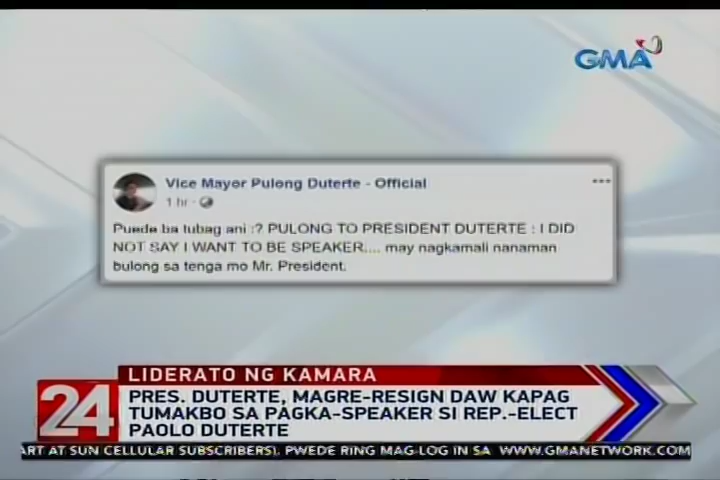 GMA
Vice Mayor Pulong Duterte - Official
1 hr
Puede ba tubag ani :? PULONG TO PRESIDENT DUTERTE : I DID
NOT SAY I WANT TO BE SPEAKER.... may nagkamali nanaman
bulong sa tenga mo Mr. President.
LIDERATO NG KAMARA
24
PRES. DUTERTE, MAGRE-RESIGN DAW KAPAG
TUMAKBO SA PAGKA-SPEAKER SI REP.-ELECT
PAOLO DUTERTE
ART AT SUN CELLULAR SUBSCRIBERS). PWEDE RING MAG-LOG IN SA WWW.GMANETWORK.COM